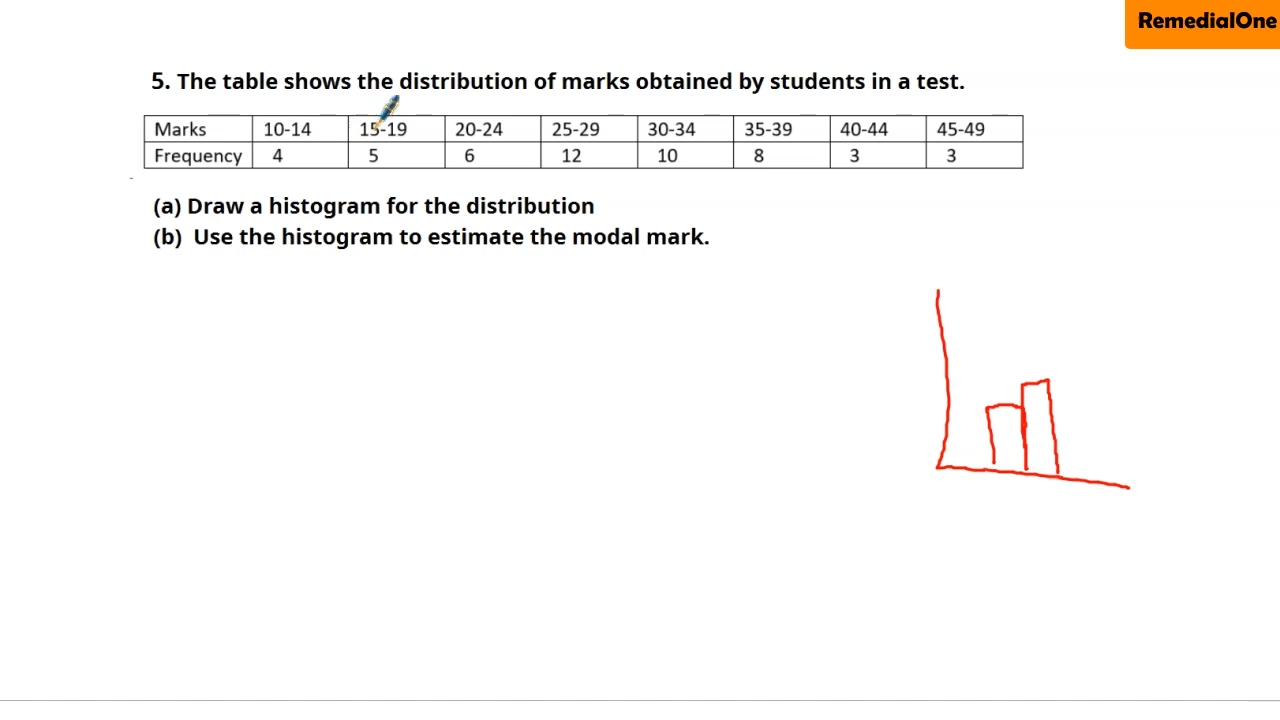 RemedialOne
5. The table shows the distribution of marks obtained by students in a test.
Marks 10-14 15-19 20-24 25-29 30-34 35-39 40-44 45-49
Frequency 4 5 6 12 10 8 3 3
(a) Draw a histogram for the distribution
(b) Use the histogram to estimate the modal mark.